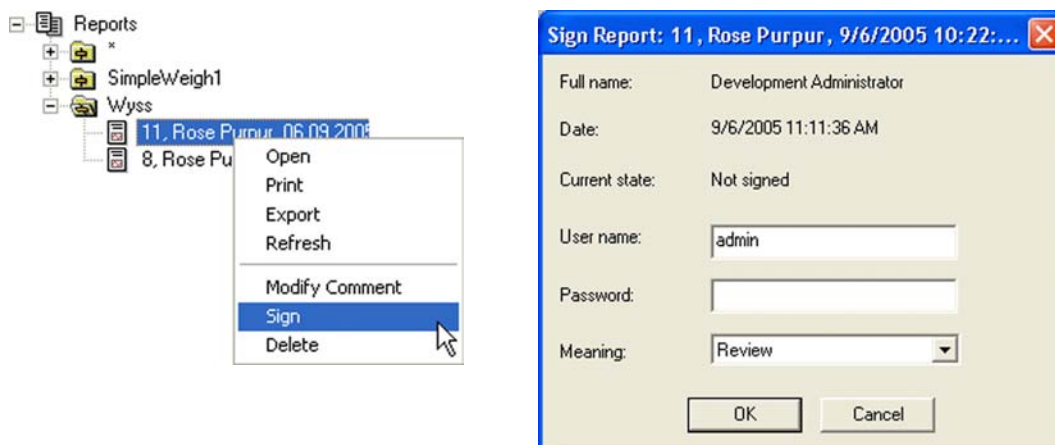 Reports
*
SimpleWeigh1
Wyss
11, Rose Purpur, 06.09.2005
8, Rose Pu
Open
Print
Export
Refresh
Modify Comment
Sign
Delete
Sign Report: 11, Rose Purpur, 9/6/2005 10:22:...
Full name: Development Administrator
Date: 9/6/2005 11:11:36 AM
Current state: Not signed
User name: admin
Password:
Meaning: Review
OK Cancel